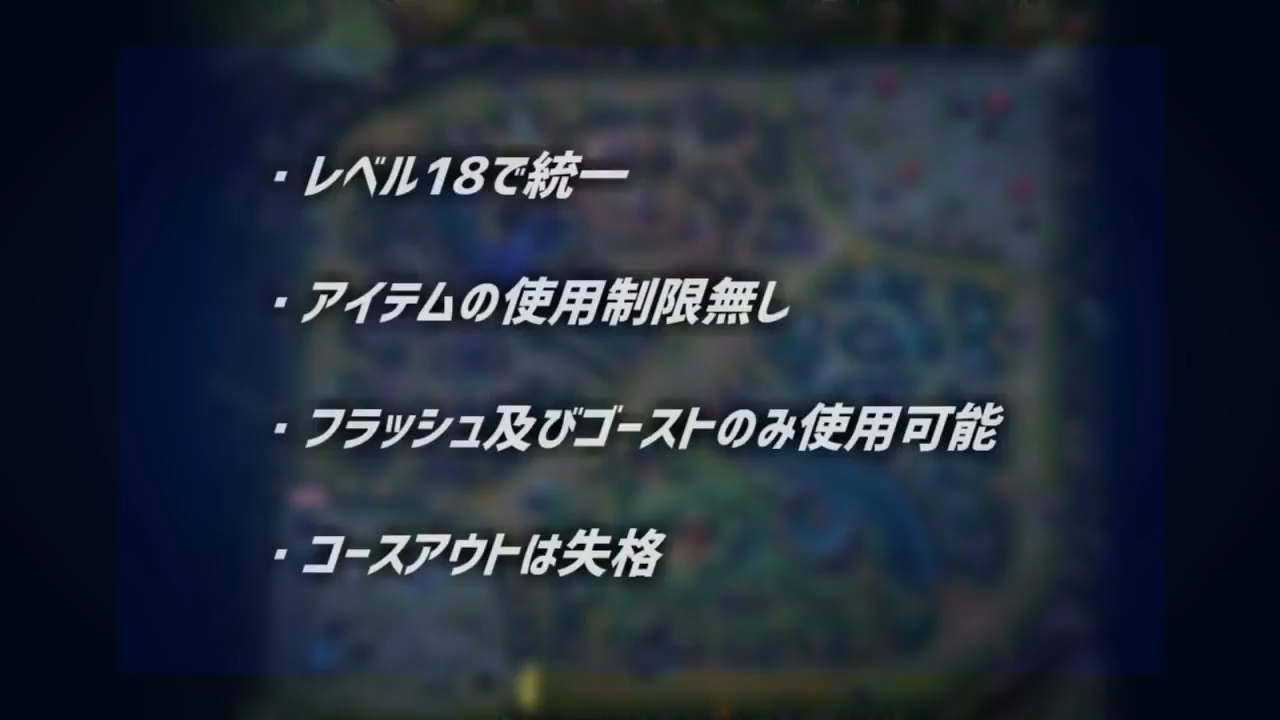 ・レベル18で統一
・アイテムの使用制限無し
・フラッシュ及びゴーストのみ使用可能
・コースアウトは失格